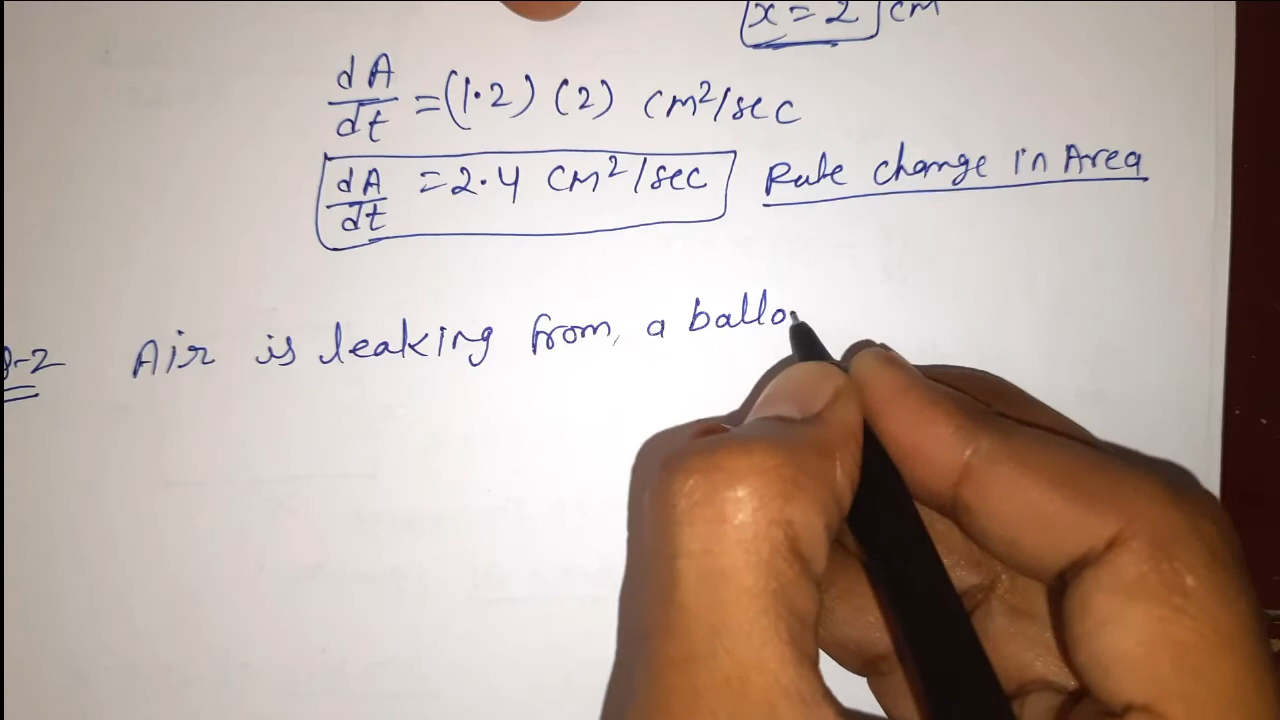 x = 2 cm
dA/dt = (1.2) (2) cm²/sec
dA/dt = 2.4 cm²/sec Rate change in Area
Q-2 Air is leaking from, a ballo